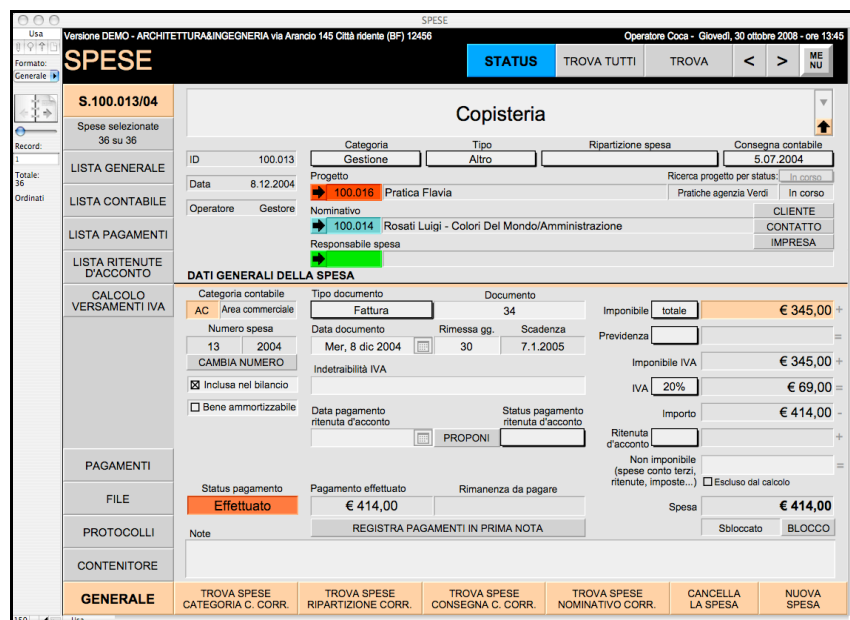 SPESE
Usa
Versione DEMO - ARCHITETTURA&INGEGNERIA via Arancio 145 Città ridente (BF) 12456
Operatore Coca - Giovedì, 30 ottobre 2008 - ore 13:45
Formato:
Generale
SPESE
STATUS
TROVA TUTTI
TROVA
<
>
ME
NU
Record:
1
Totale:
36
Ordinati
S.100.013/04
Spese selezionate
36 su 36
LISTA GENERALE
LISTA CONTABILE
LISTA PAGAMENTI
LISTA RITENUTE
D'ACCONTO
CALCOLO
VERSAMENTI IVA
PAGAMENTI
FILE
PROTOCOLLI
CONTENITORE
GENERALE
Copisteria
Categoria
Tipo
Ripartizione spesa
Consegna contabile
ID
100.013
Gestione
Altro
5.07.2004
Progetto
Ricerca progetto per status:
In corso
Data
8.12.2004
100.016
Pratica Flavia
Pratiche agenzia Verdi
In corso
Operatore
Gestore
Nominativo
CLIENTE
100.014
Rosati Luigi - Colori Del Mondo/Amministrazione
CONTATTO
Responsabile spesa
IMPRESA
DATI GENERALI DELLA SPESA
Categoria contabile
Tipo documento
Documento
AC
Area commerciale
Fattura
34
Imponibile
totale
€ 345,00
+
Numero spesa
Data documento
Rimessa gg.
Scadenza
Previdenza
=
13
2004
Mer, 8 dic 2004
30
7.1.2005
CAMBIA NUMERO
Indetraibilità IVA
Imponibile IVA
€ 345,00
+
Inclusa nel bilancio
IVA
20%
€ 69,00
=
Bene ammortizzabile
Data pagamento
ritenuta d'acconto
Status pagamento
ritenuta d'acconto
Importo
€ 414,00
-
PROPONI
Ritenuta
d'acconto
+
Non imponibile
(spese conto terzi,
ritenute, imposte...)
=
Escluso dal calcolo
Status pagamento
Pagamento effettuato
Rimanenza da pagare
Effettuato
€ 414,00
Spesa
€ 414,00
REGISTRA PAGAMENTI IN PRIMA NOTA
Sbloccato
BLOCCO
Note
TROVA SPESE
CATEGORIA C. CORR.
TROVA SPESE
RIPARTIZIONE CORR.
TROVA SPESE
CONSEGNA C. CORR.
TROVA SPESE
NOMINATIVO CORR.
CANCELLA
LA SPESA
NUOVA
SPESA